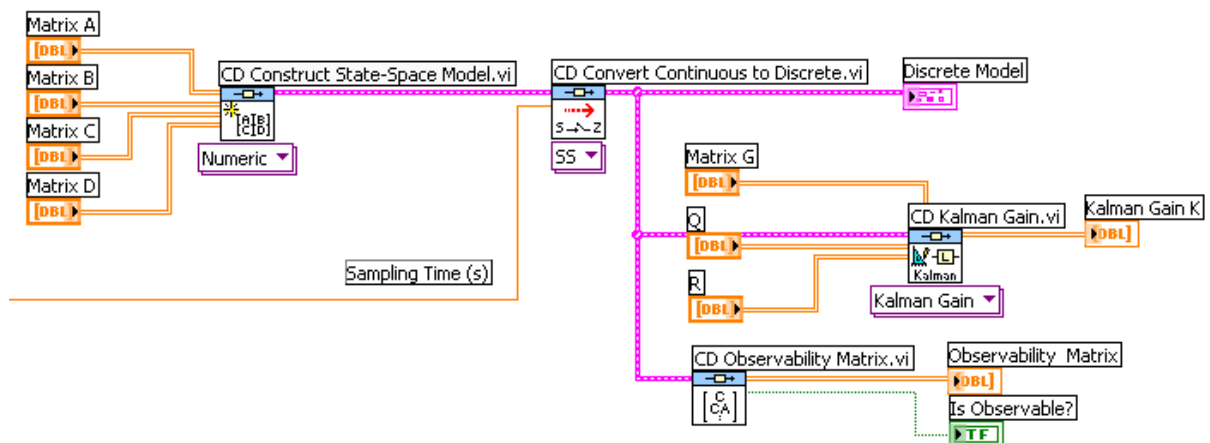 Matrix A
[DBL]
Matrix B
[DBL]
Matrix C
[DBL]
Matrix D
[DBL]
CD Construct State-Space Model.vi
[A|B]
[C|D]
Numeric
CD Convert Continuous to Discrete.vi
S Z
SS
Discrete Model
Sampling Time (s)
Matrix G
[DBL]
Q
[DBL]
R
[DBL]
CD Kalman Gain.vi
L
Kalman
Kalman Gain
Kalman Gain K
DBL]
CD Observability Matrix.vi
C
CA
Observability Matrix
DBL]
Is Observable?
TF